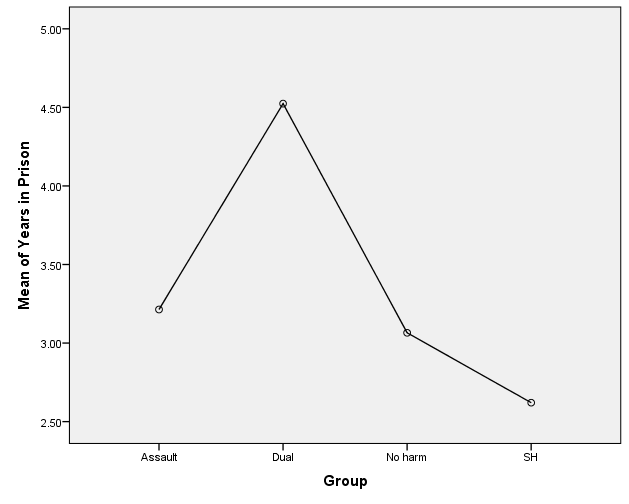 5.00
4.50
4.00
3.50
3.00
2.50
Mean of Years in Prison
Assault
Dual
No harm
SH
Group